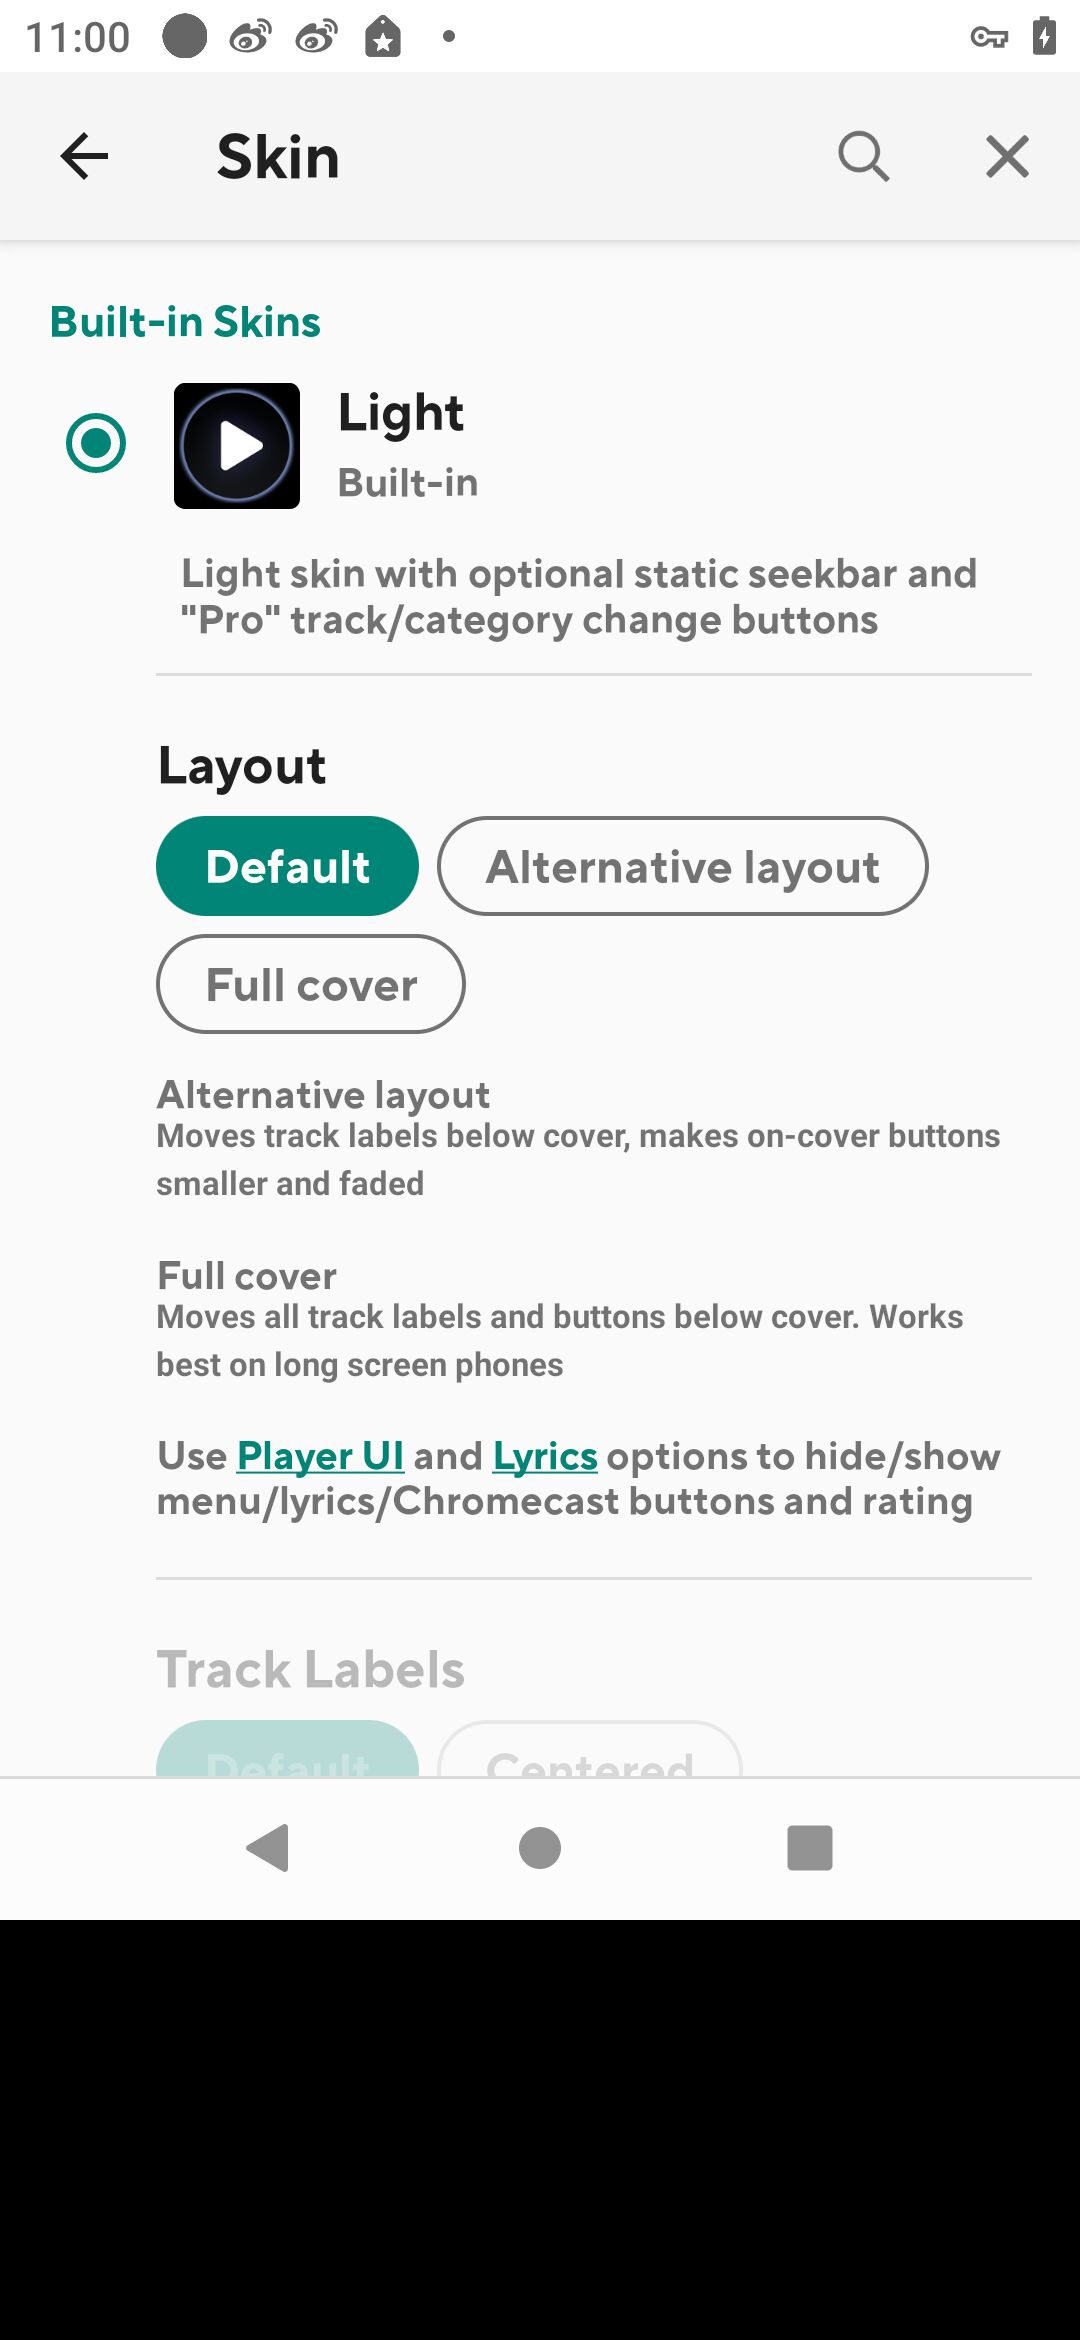 11:00
Skin
Built-in Skins
Light
Built-in
Light skin with optional static seekbar and
"Pro" track/category change buttons
Layout
Default
Alternative layout
Full cover
Alternative layout
Moves track labels below cover, makes on-cover buttons
smaller and faded
Full cover
Moves all track labels and buttons below cover. Works
best on long screen phones
Use Player UI and Lyrics options to hide/show
menu/lyrics/Chromecast buttons and rating
Track Labels
Default
Centered